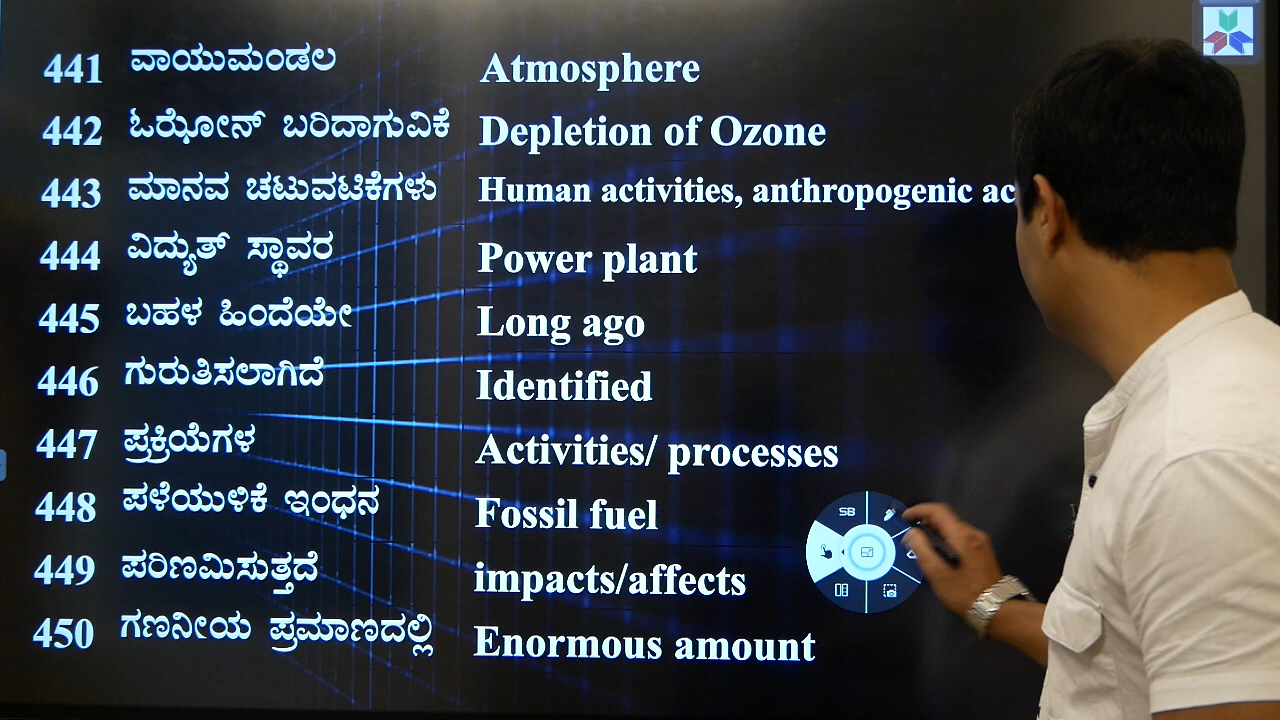 441 ವಾಯುಮಂಡಲ Atmosphere
442 ಓಝೋನ್ ಬರಿದಾಗುವಿಕೆ Depletion of Ozone
443 ಮಾನವ ಚಟುವಟಿಕೆಗಳು Human activities, anthropogenic ac
444 ವಿದ್ಯುತ್ ಸ್ಥಾವರ Power plant
445 ಬಹಳ ಹಿಂದೆಯೇ Long ago
446 ಗುರುತಿಸಲಾಗಿದೆ Identified
447 ಪ್ರಕ್ರಿಯೆಗಳ Activities/ processes
448 ಪಳೆಯುಳಿಕೆ ಇಂಧನ Fossil fuel
449 ಪರಿಣಮಿಸುತ್ತದೆ impacts/affects
450 ಗಣನೀಯ ಪ್ರಮಾಣದಲ್ಲಿ Enormous amount
SB